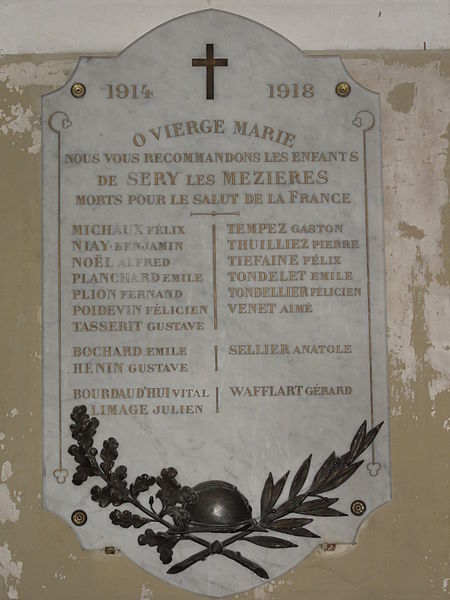 1914 1918
O VIERGE MARIE
NOUS VOUS RECOMMANDONS LES ENFANTS
DE SERY LES MEZIERES
MORTS POUR LE SALUT DE LA FRANCE
MICHAUX FÉLIX
NIAY BENJAMIN
NOËL ALFRED
PLANCHARD EMILE
PLION FERNAND
POIDEVIN FÉLICIEN
TASSERIT GUSTAVE
TEMPEZ GASTON
THUILLIEZ PIERRE
TIEFAINE FÉLIX
TONDELET EMILE
TONDELLIER FÉLICIEN
VENET AIMÉ
BOCHARD EMILE
HÉNIN GUSTAVE
SELLIER ANATOLE
BOURDAUD'HUI VITAL
LIMAGE JULIEN
WAFFLART GÉRARD